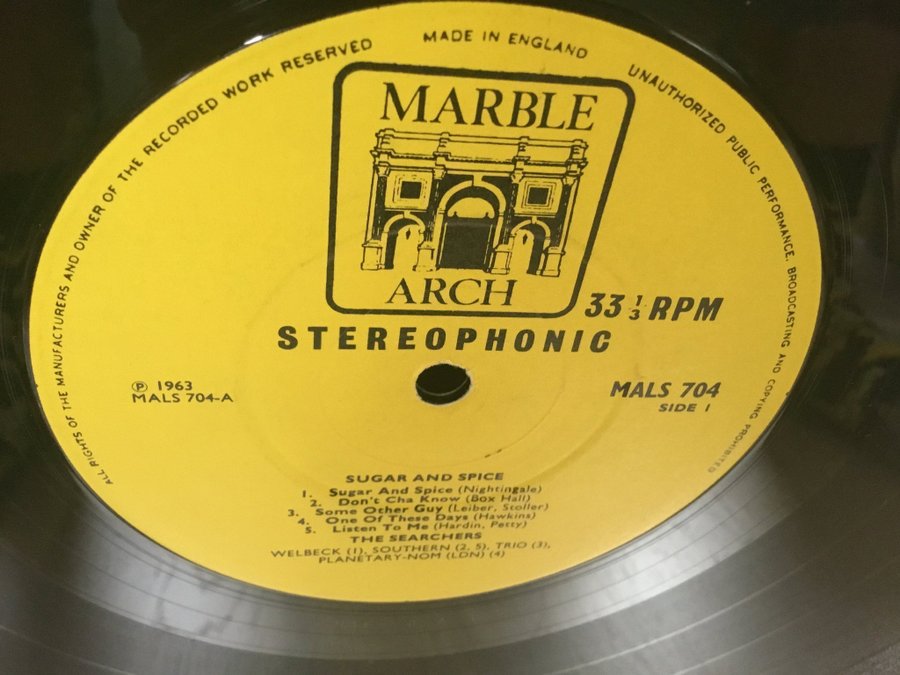 ALL RIGHTS OF THE MANUFACTURERS AND OWNER OF THE RECORDED WORK RESERVED
MADE IN ENGLAND
UNAUTHORIZED PUBLIC PERFORMANCE, BROADCASTING AND COPYING PROHIBITED
MARBLE
ARCH
33 1/3 RPM
STEREOPHONIC
Ⓟ 1963
MALS 704-A
MALS 704
SIDE 1
SUGAR AND SPICE
1. Sugar And Spice (Nightingale)
2. Don't Cha Know (Box Hall)
3. Some Other Guy (Leiber, Stoller)
4. One Of These Days (Hawkins)
5. Listen To Me (Hardin, Petty)
THE SEARCHERS
WELBECK (1), SOUTHERN (2, 5), TRIO (3),
PLANETARY-NOM (LDN) (4)